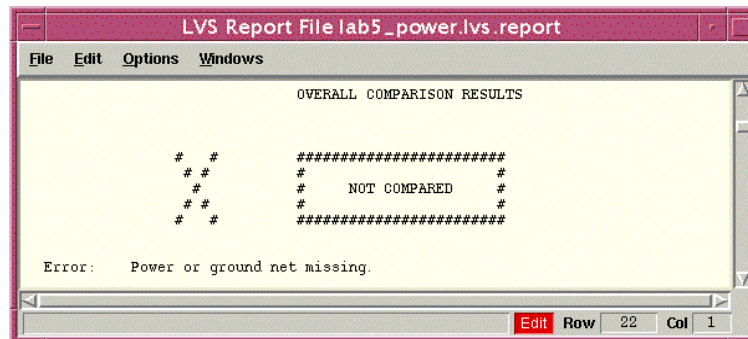 LVS Report File lab5_power.lvs.report
File Edit Options Windows
OVERALL COMPARISON RESULTS
# # ########################
# # # #
# # NOT COMPARED #
# # # #
# # ########################
Error: Power or ground net missing.
Edit Row 22 Col 1